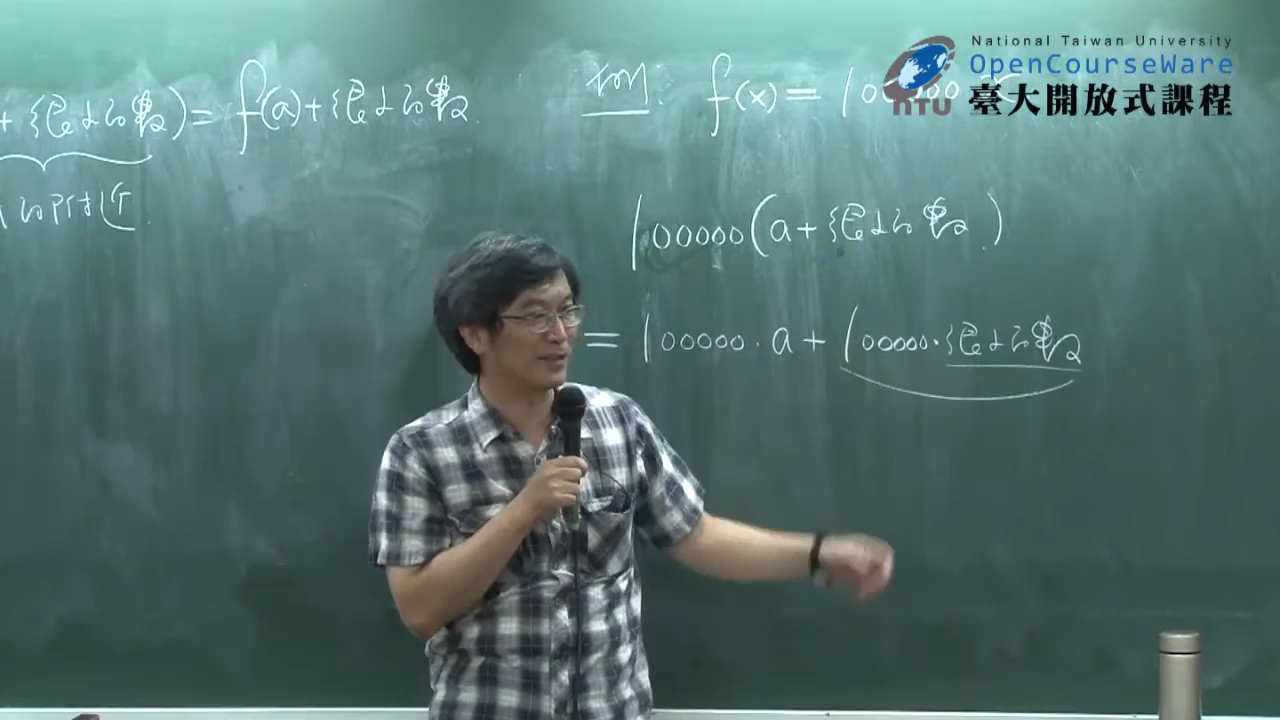 + 很小的數) = f(a) + 很小的數.
的附近.
例. f(x) = 100000 x
100000(a + 很小的數.)
= 100000 · a + 100000 · 很小的數
National Taiwan University
OpenCourseWare
NTU 臺大開放式課程